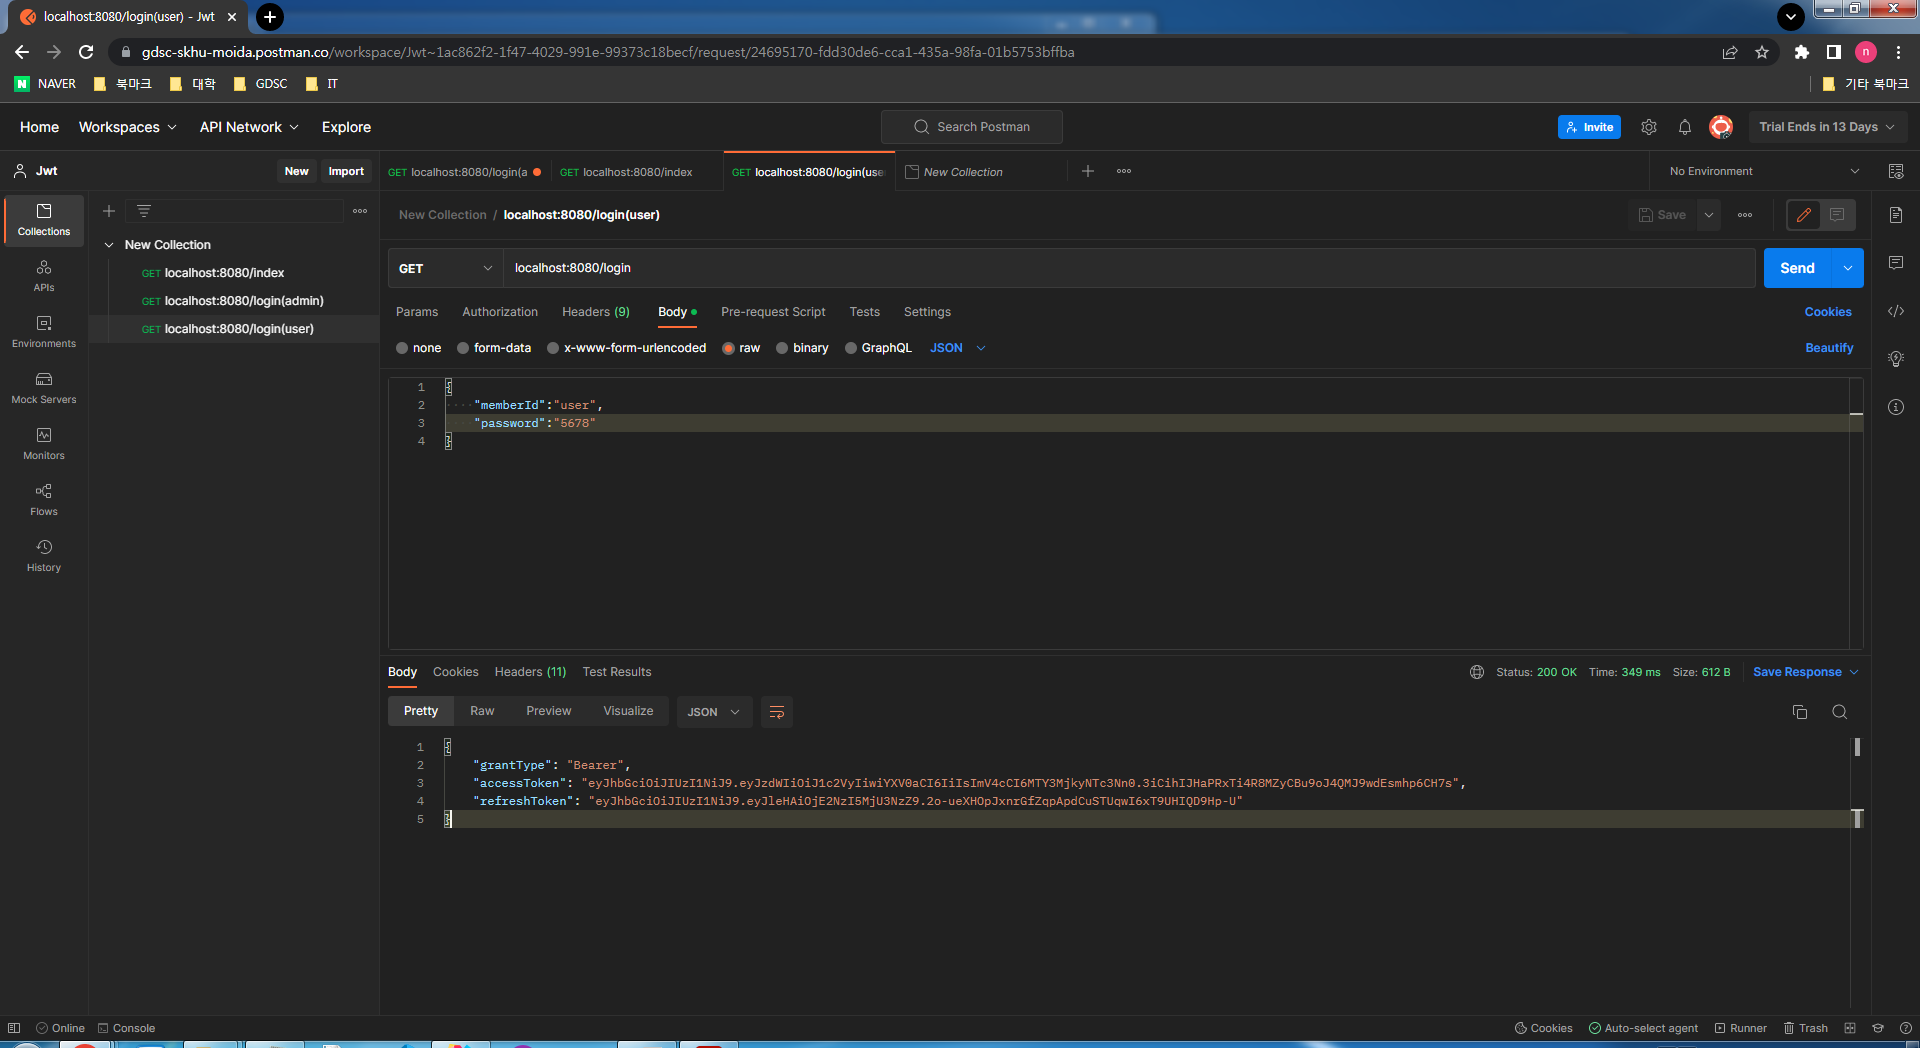 localhost:8080/login(user) - Jwt
gdsc-skhu-moida.postman.co/workspace/Jwt~1ac862f2-1f47-4029-991e-99373c18becf/request/24695170-fdd30de6-cca1-435a-98fa-01b5753bffba
n
N NAVER 북마크 대학 GDSC IT 기타 북마크
Home Workspaces API Network Explore Search Postman Invite Trial Ends in 13 Days
Jwt New Import
GET localhost:8080/login(a GET localhost:8080/index GET localhost:8080/login(use New Collection No Environment
Collections
APIs
Environments
Mock Servers
Monitors
Flows
History
New Collection
GET localhost:8080/index
GET localhost:8080/login(admin)
GET localhost:8080/login(user)
New Collection / localhost:8080/login(user) Save
GET localhost:8080/login Send
Params Authorization Headers (9) Body Pre-request Script Tests Settings Cookies
none form-data x-www-form-urlencoded raw binary GraphQL JSON Beautify
1 {
2 "memberId":"user",
3 "password":"5678"
4 }
Body Cookies Headers (11) Test Results Status: 200 OK Time: 349 ms Size: 612 B Save Response
Pretty Raw Preview Visualize JSON
1 {
2 "grantType": "Bearer",
3 "accessToken": "eyJhbGciOiJIUzI1NiJ9.eyJzdWIiOiJ1c2VyIiwiYXV0aCI6IiIsImV4cCI6MTY3MjkyNTc3Nn0.3iCihIJHaPRxTi4R8MZyCBu9oJ4QMJ9wdEsmhp6CH7s",
4 "refreshToken": "eyJhbGciOiJIUzI1NiJ9.eyJleHAiOjE2NzI5MjU3NzZ9.2o-ueXHOpJxnrGfZqpApdCuSTUqwI6xT9UHIQD9Hp-U"
5 }
Online Console Cookies Auto-select agent Runner Trash